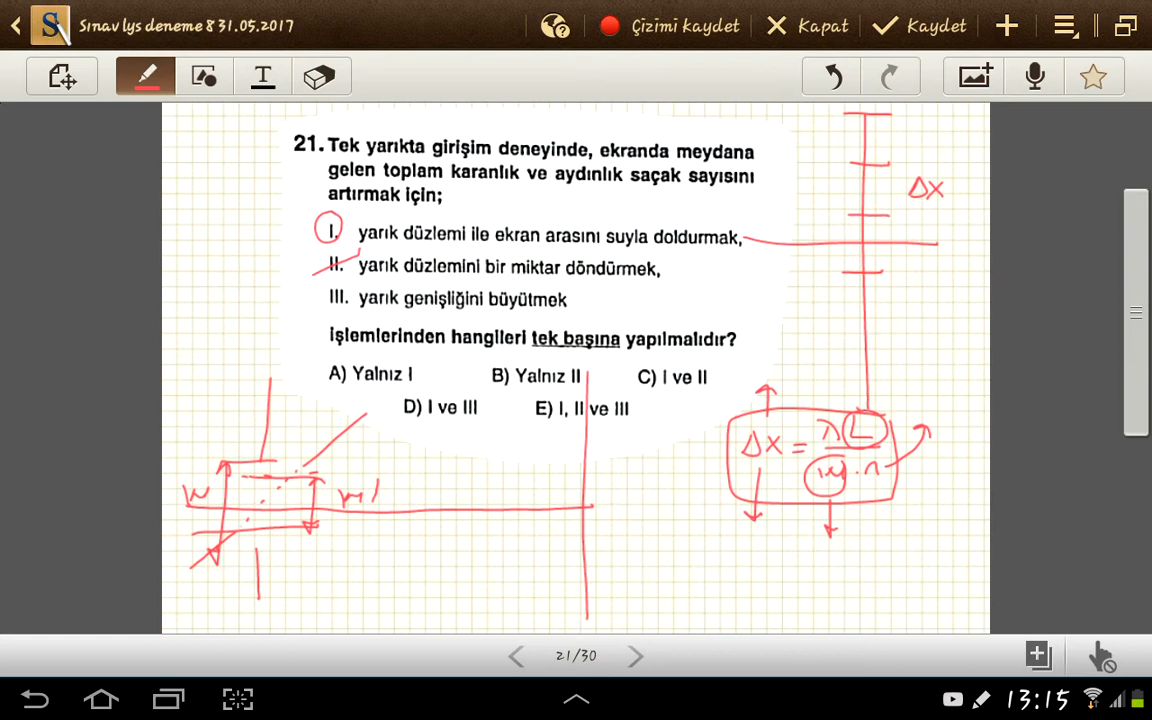 Sınav lys deneme 8 31.05.2017
Çizimi kaydet
Kapat
Kaydet
T
21. Tek yarıkta girişim deneyinde, ekranda meydana
gelen toplam karanlık ve aydınlık saçak sayısını
artırmak için;
I. yarık düzlemi ile ekran arasını suyla doldurmak,
II. yarık düzlemini bir miktar döndürmek,
III. yarık genişliğini büyütmek
işlemlerinden hangileri tek başına yapılmalıdır?
A) Yalnız I B) Yalnız II C) I ve II
D) I ve III E) I, II ve III
Δx
Δx = λL
w.n
w
w'
21/30
13:15